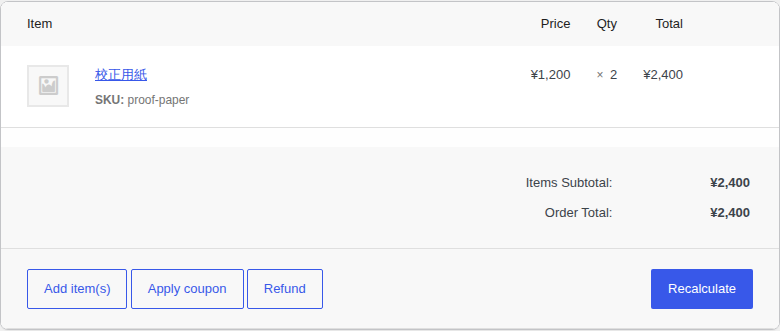 Item Price Qty Total
校正用紙 ¥1,200 × 2 ¥2,400
SKU: proof-paper
Items Subtotal: ¥2,400
Order Total: ¥2,400
Add item(s) Apply coupon Refund Recalculate